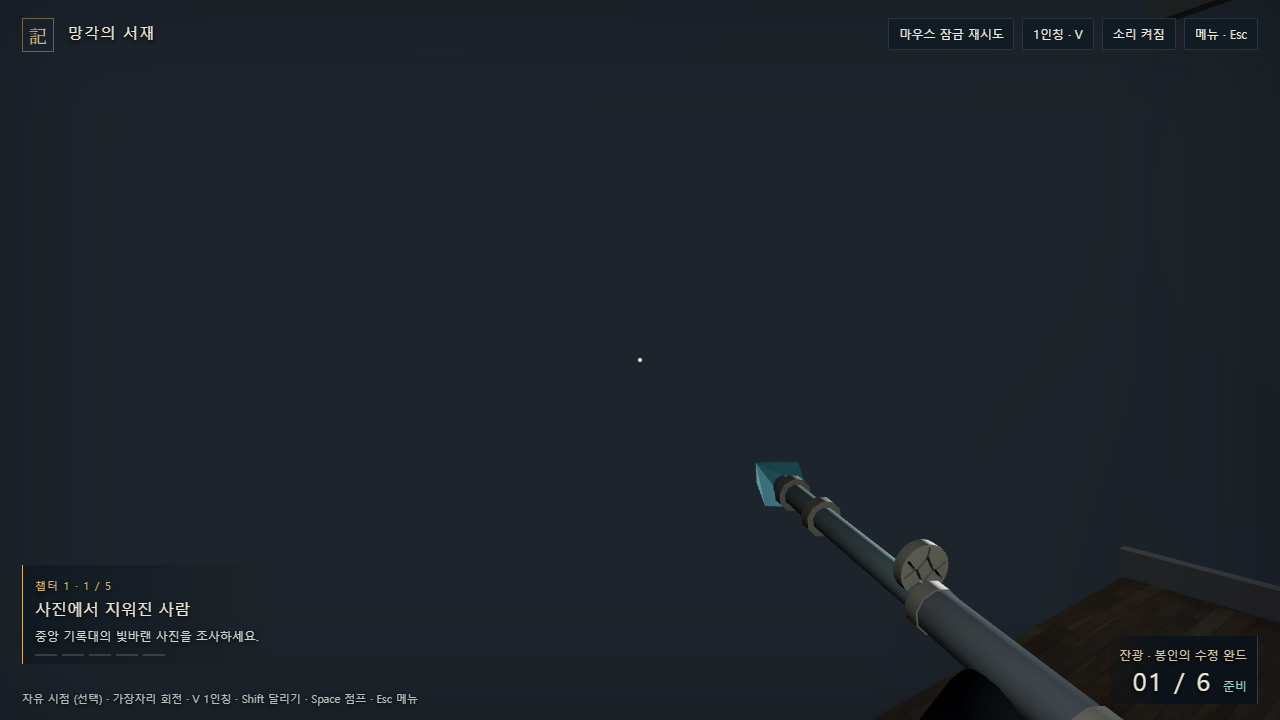 記 망각의 서재
마우스 잠금 재시도
1인칭 · V
소리 켜짐
메뉴 · Esc
챕터 1 · 1 / 5
사진에서 지워진 사람
중앙 기록대의 빛바랜 사진을 조사하세요.
자유 시점 (선택) · 가장자리 회전 · V 1인칭 · Shift 달리기 · Space 점프 · Esc 메뉴
잔광 · 봉인의 수정 완드
01 / 6 준비